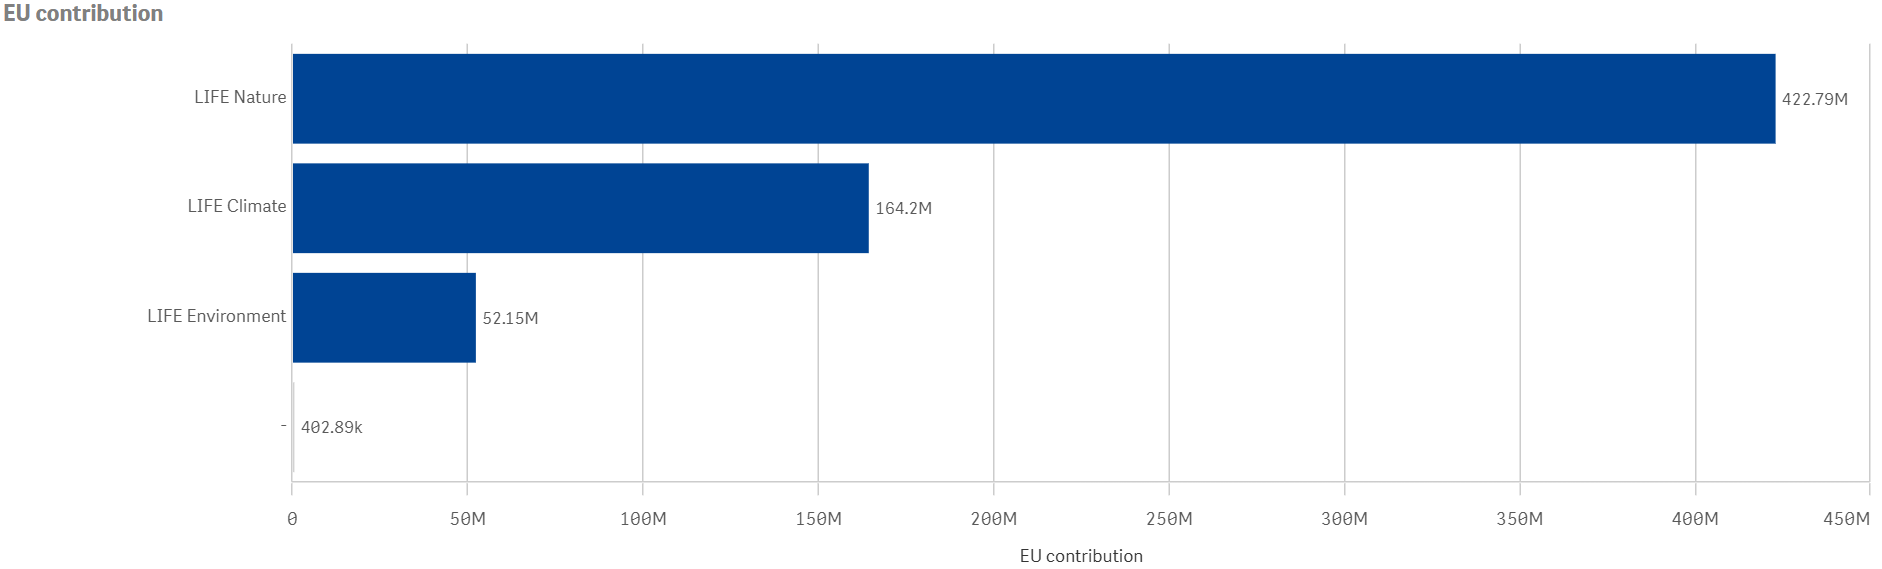 EU contribution
LIFE Nature
422.79M
LIFE Climate
164.2M
LIFE Environment
52.15M
-
402.89k
0
50M
100M
150M
200M
250M
300M
350M
400M
450M
EU contribution